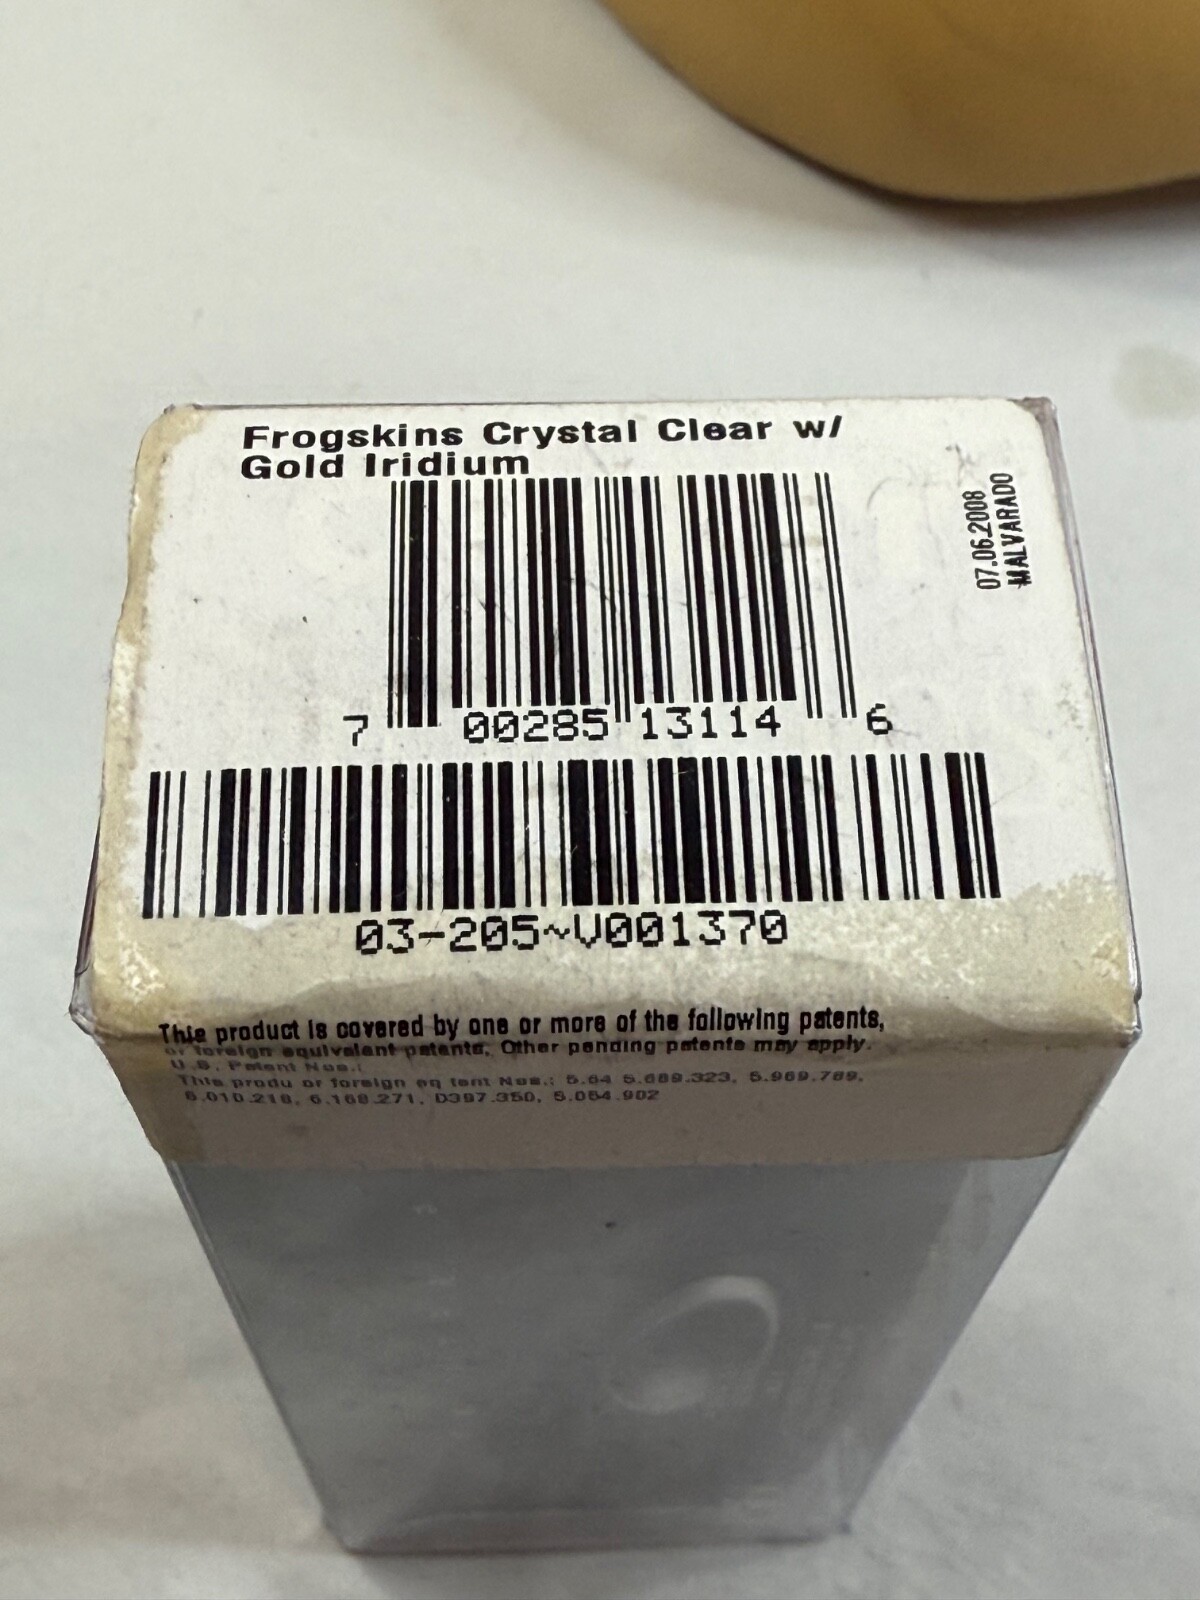 Frogskins Crystal Clear w/
Gold Iridium
07.06.2008
MALVARADO
7 00285 13114 6
03-205~V001370
This product is covered by one or more of the following patents,
or foreign equivalent patents, Other pending patents may apply.
U.S. Patent Nos.:
This produ or foreign eq tent Nos.: 5.64 5.689.323, 5.969.789,
6.010.218, 6.168.271, D397.350, 5.054.902